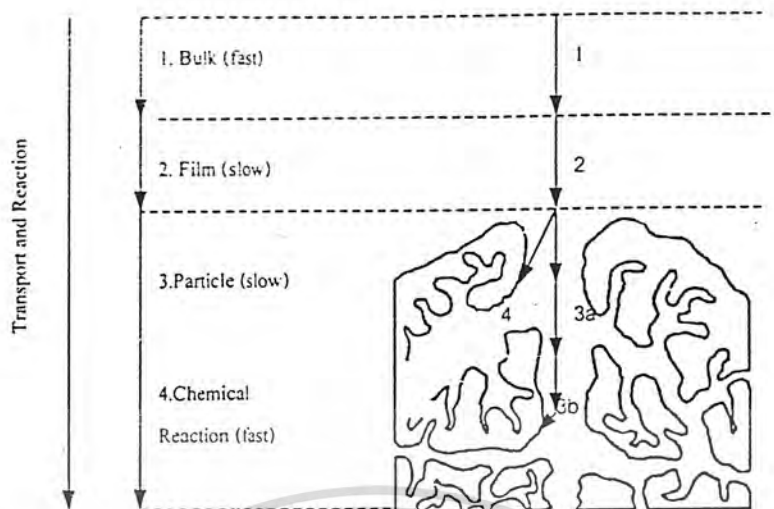 Transport and Reaction
1. Bulk (fast)
1
2. Film (slow)
2
3.Particle (slow)
4
3a
4.Chemical
3b
Reaction (fast)